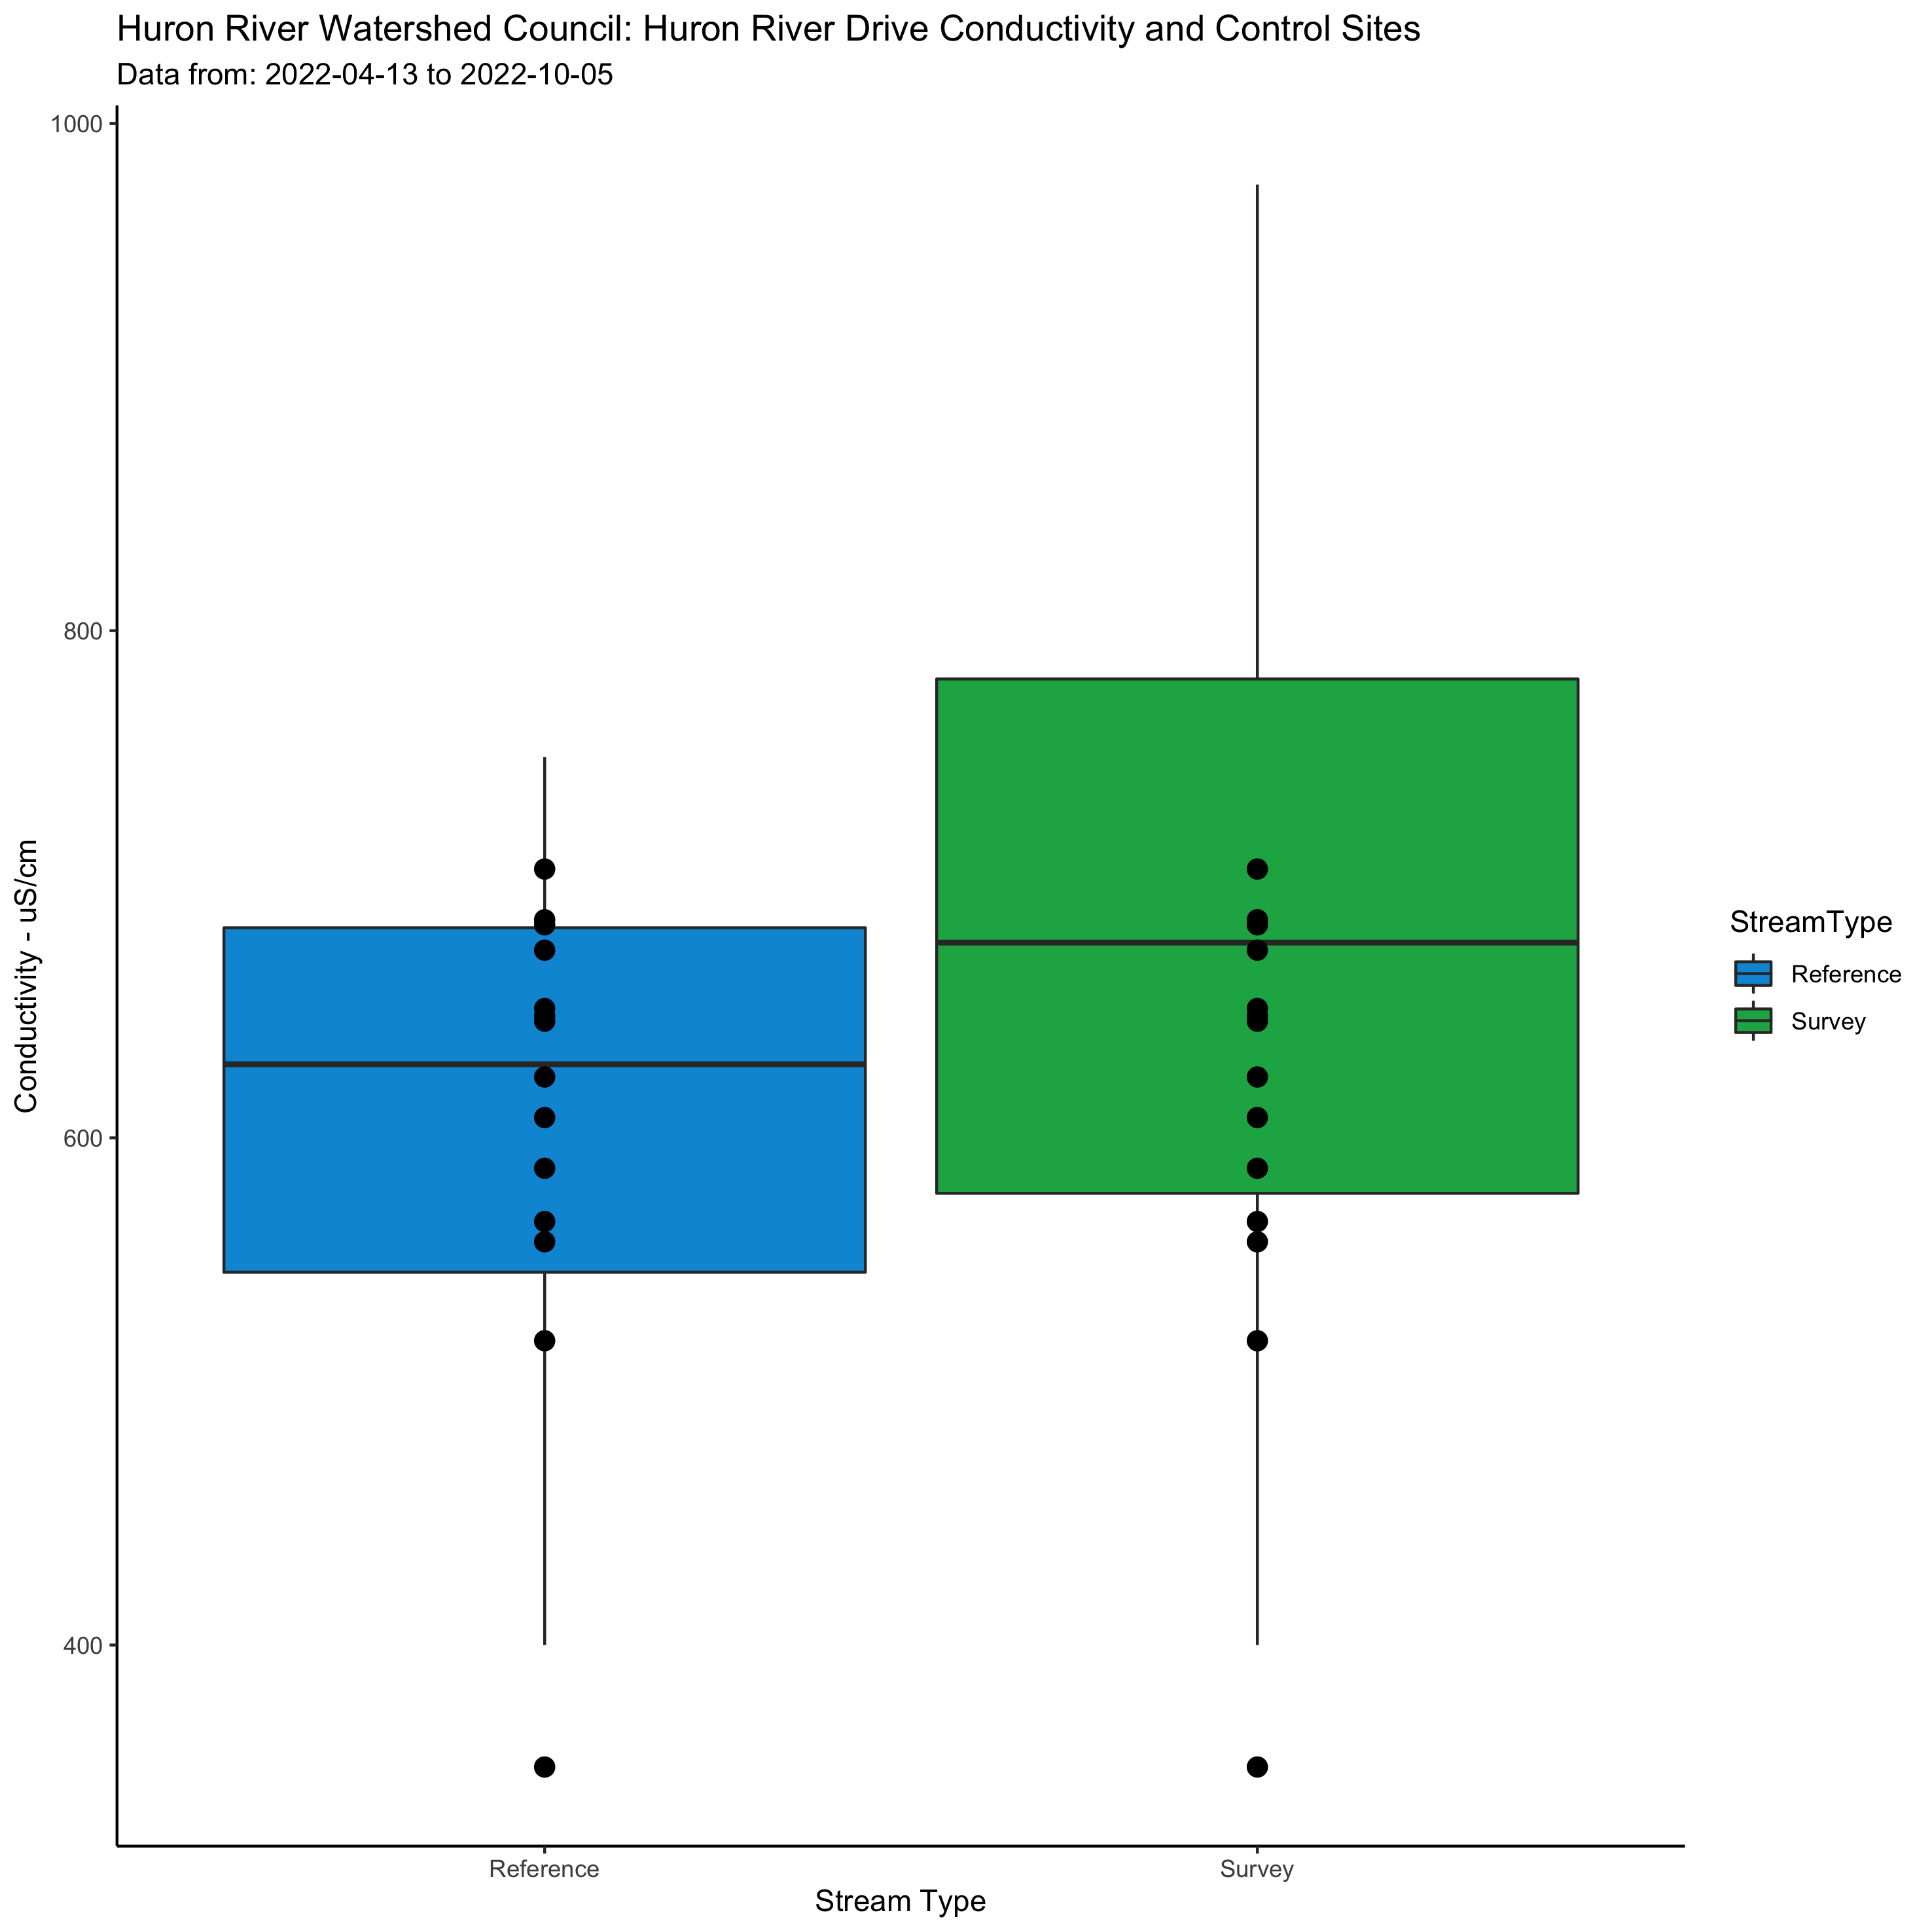 Huron River Watershed Council: Huron River Drive Conductivity and Control Sites
Data from: 2022-04-13 to 2022-10-05
1000
800
600
400
Conductivity - uS/cm
Reference
Survey
Stream Type
StreamType
Reference
Survey